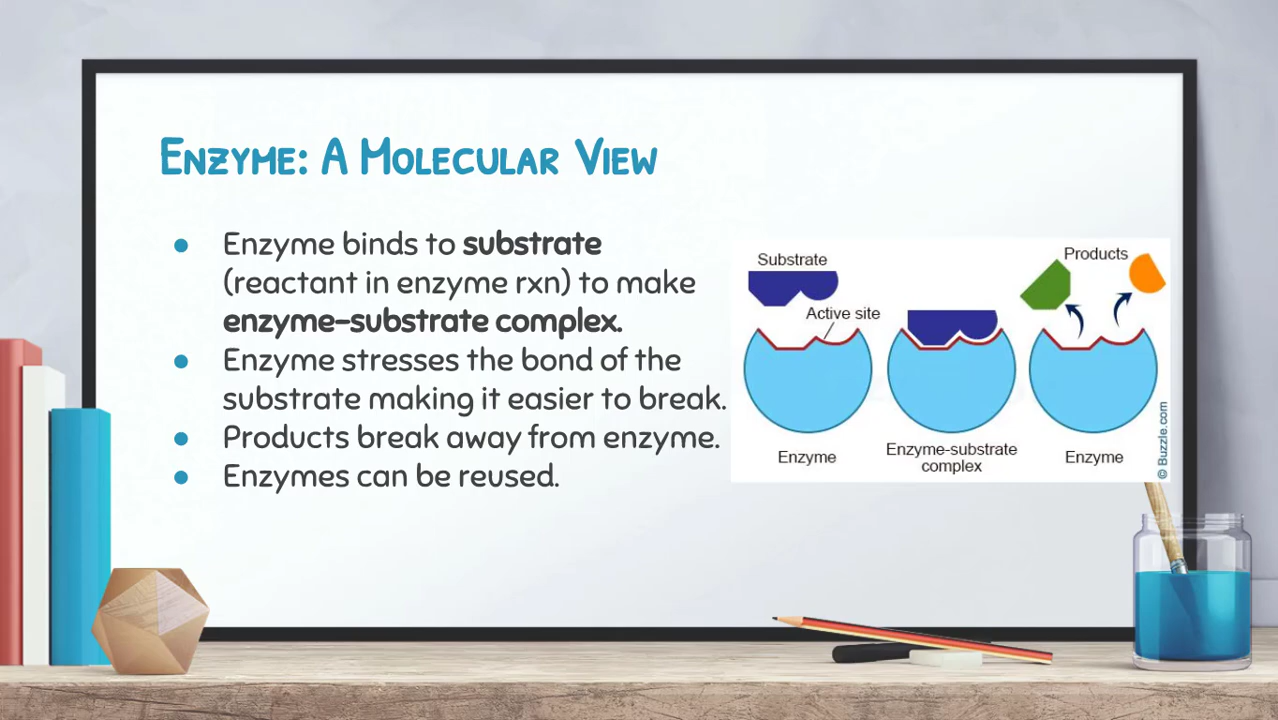 Enzyme: A Molecular View
● Enzyme binds to substrate
(reactant in enzyme rxn) to make
enzyme-substrate complex.
● Enzyme stresses the bond of the
substrate making it easier to break.
● Products break away from enzyme.
● Enzymes can be reused.
Substrate
Active site
Enzyme
Enzyme-substrate
complex
Products
Enzyme
© Buzzle.com